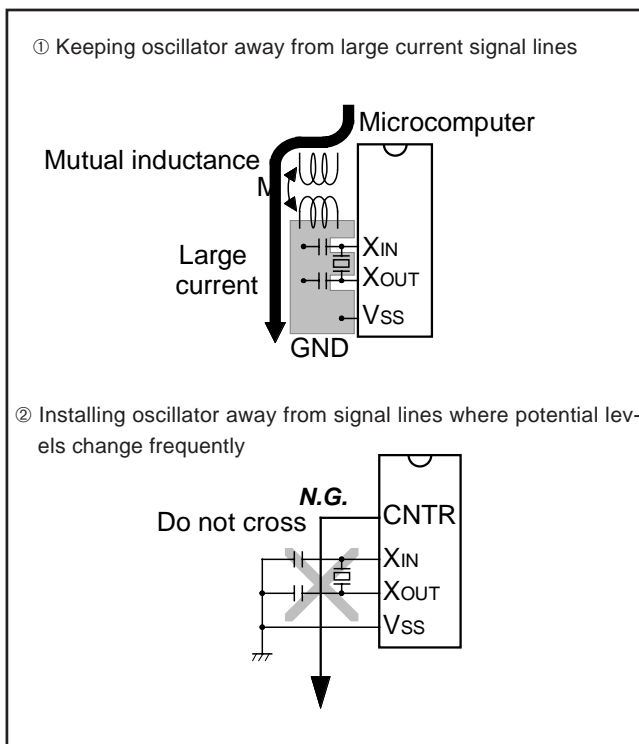 ① Keeping oscillator away from large current signal lines
Microcomputer
Mutual inductance
M
Large
current
XIN
XOUT
VSS
GND
② Installing oscillator away from signal lines where potential lev-
els change frequently
N.G.
Do not cross
CNTR
XIN
XOUT
VSS